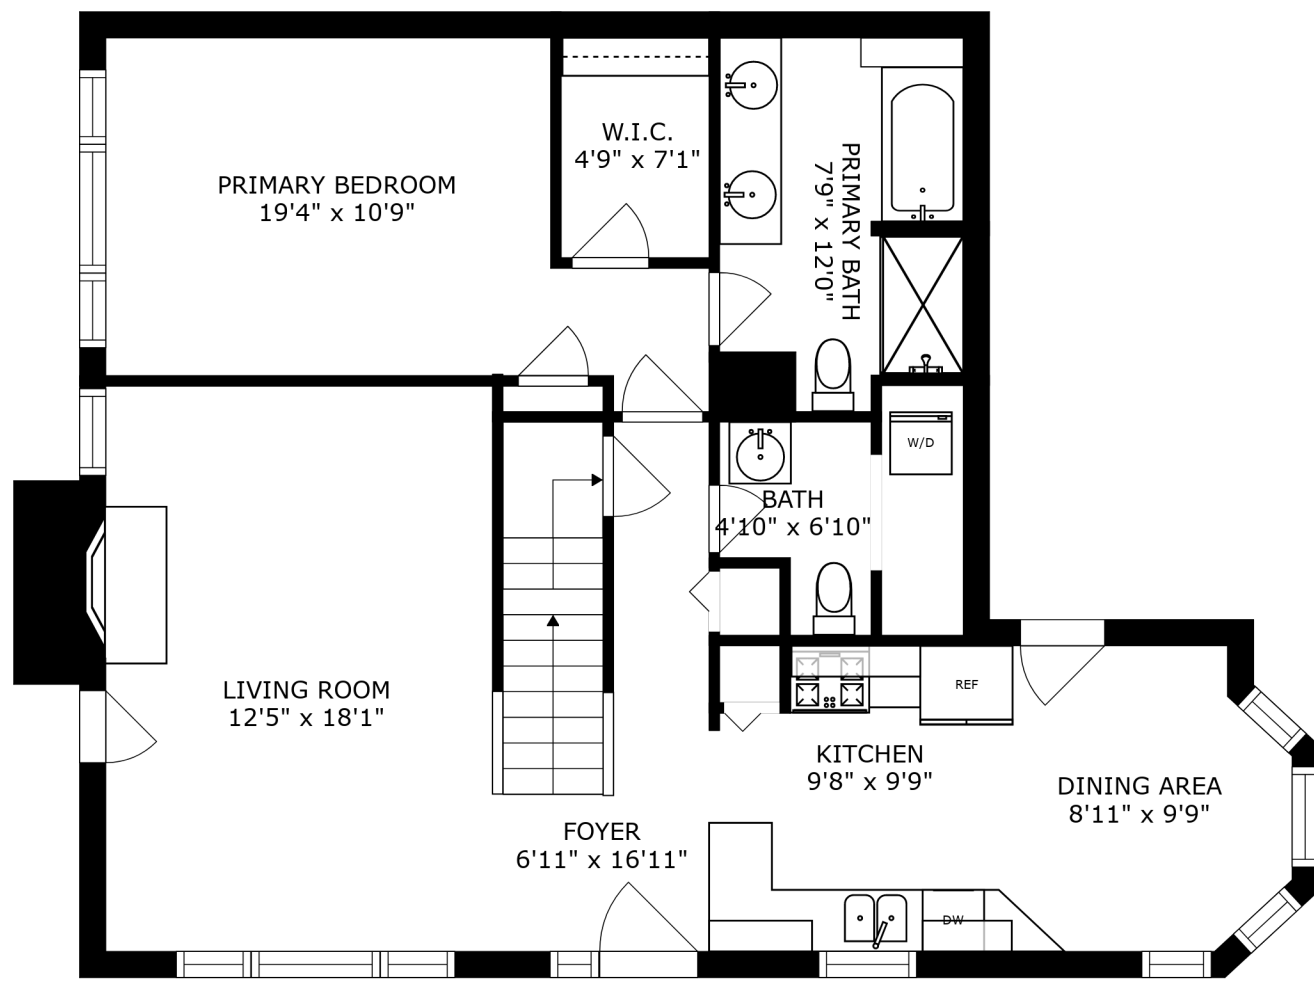 W.I.C.
4'9" x 7'1"
PRIMARY BEDROOM
19'4" x 10'9"
PRIMARY BATH
7'9" x 12'0"
W/D
BATH
4'10" x 6'10"
LIVING ROOM
12'5" x 18'1"
REF
KITCHEN
9'8" x 9'9"
DINING AREA
8'11" x 9'9"
FOYER
6'11" x 16'11"
DW